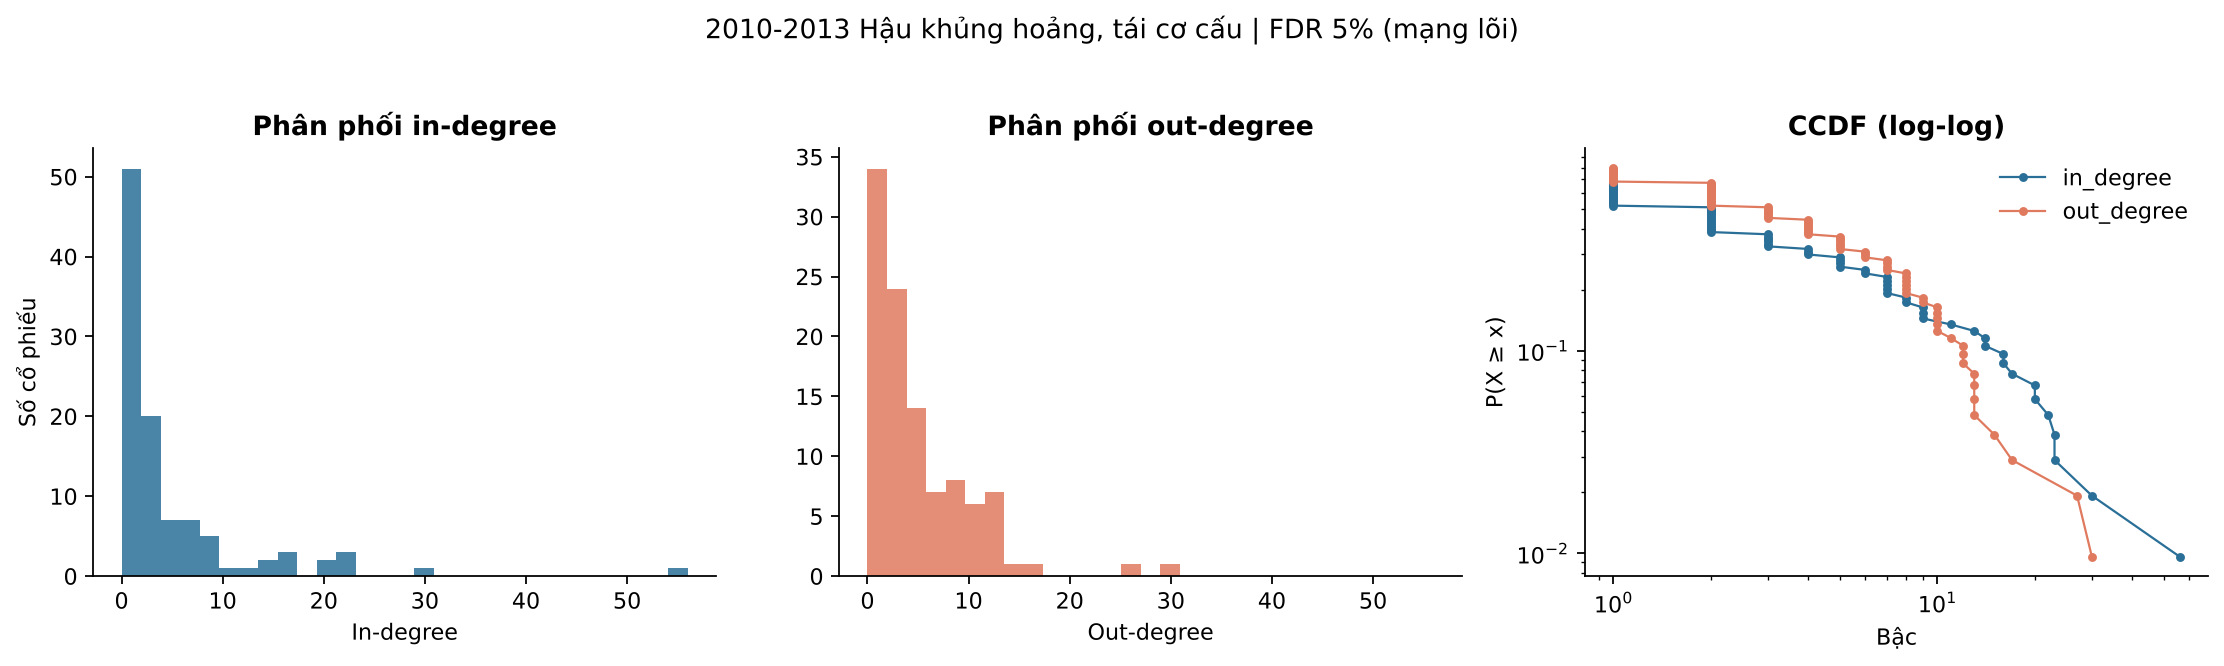 2010-2013 Hậu khủng hoảng, tái cơ cấu | FDR 5% (mạng lõi)
Phân phối in-degree
Số cổ phiếu
50
40
30
20
10
0
0 10 20 30 40 50
In-degree
Phân phối out-degree
35
30
25
20
15
10
5
0
0 10 20 30 40 50
Out-degree
CCDF (log-log)
in_degree
out_degree
P(X ≥ x)
10⁻¹
10⁻²
10⁰ 10¹
Bậc